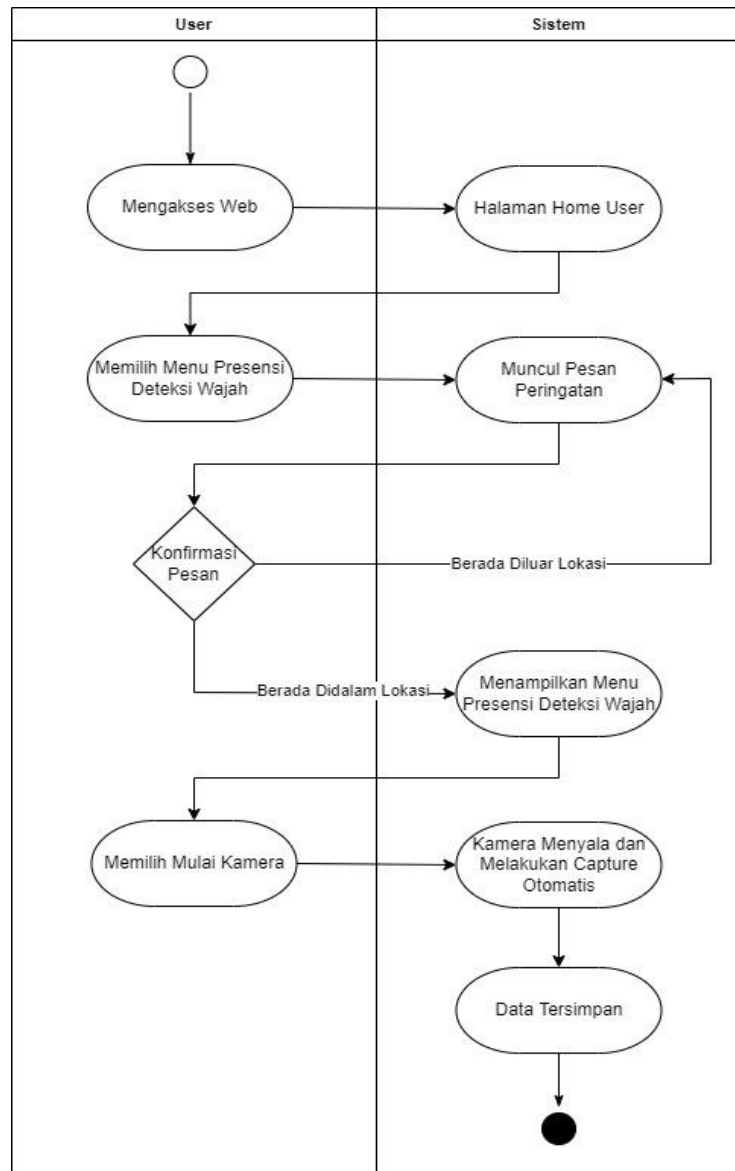 User
Sistem
Mengakses Web
Halaman Home User
Memilih Menu Presensi
Deteksi Wajah
Muncul Pesan
Peringatan
Konfirmasi
Pesan
Berada Diluar Lokasi
Berada Didalam Lokasi
Menampilkan Menu
Presensi Deteksi Wajah
Memilih Mulai Kamera
Kamera Menyala dan
Melakukan Capture
Otomatis
Data Tersimpan